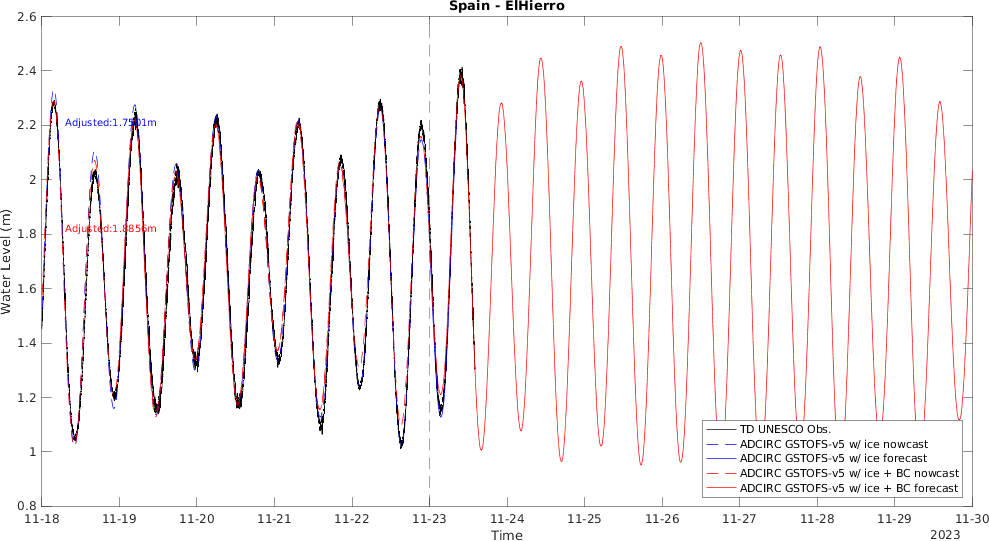 Spain - ElHierro
2.6
2.4
2.2
2
1.8
1.6
1.4
1.2
1
0.8
Water Level (m)
Adjusted:1.7501m
Adjusted:1.8856m
TD UNESCO Obs.
ADCIRC GSTOFS-v5 w/ ice nowcast
ADCIRC GSTOFS-v5 w/ ice forecast
ADCIRC GSTOFS-v5 w/ ice + BC nowcast
ADCIRC GSTOFS-v5 w/ ice + BC forecast
11-18 11-19 11-20 11-21 11-22 11-23 11-24 11-25 11-26 11-27 11-28 11-29 11-30
Time
2023